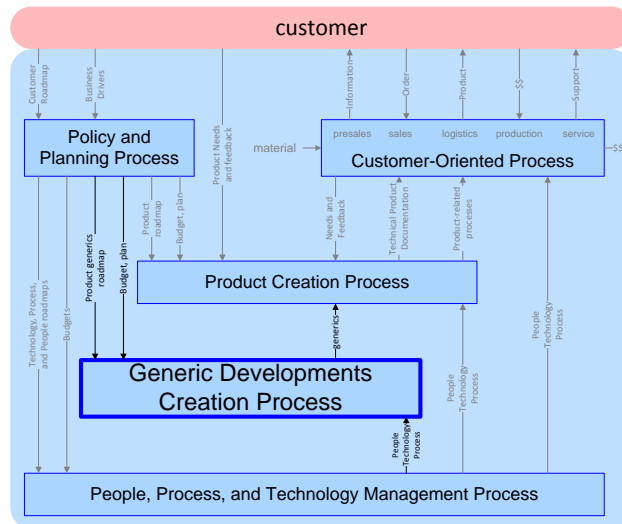 customer
Customer
Roadmap
Business
Drivers
Product Needs
and feedback
Information
Order
Product
$$
Support
Policy and
Planning Process
material
presales sales logistics production service
Customer-Oriented Process
$$
Technology, Process,
and People roadmaps
Budgets
Product generics
roadmap
Budget, plan
Product
roadmap
Budget, plan
Needs and
Feedback
Technical Product
Documentation
Product-related
processes
Product Creation Process
generics
People
Technology
Process
People
Technology
Process
Generic Developments
Creation Process
People
Technology
Process
People, Process, and Technology Management Process